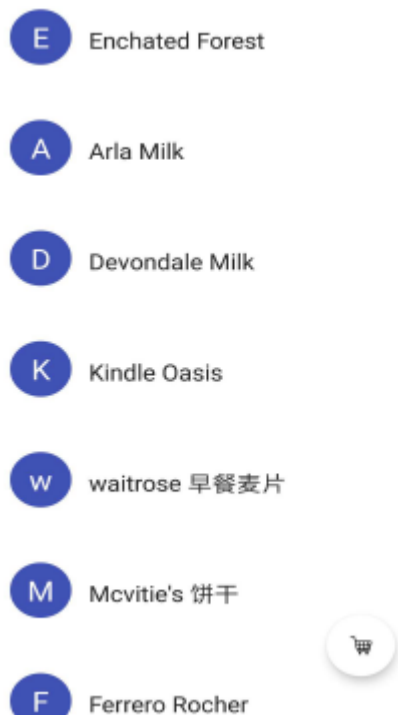 E
Enchated Forest
A
Arla Milk
D
Devondale Milk
K
Kindle Oasis
w
waitrose 早餐麦片
M
Mcvitie's 饼干
F
Ferrero Rocher